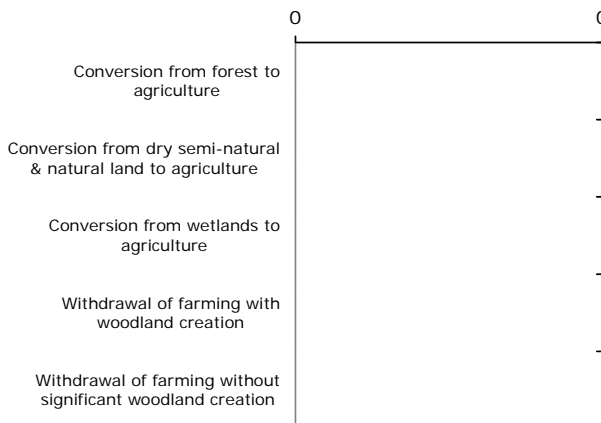 0
Conversion from forest to
agriculture
Conversion from dry semi-natural
& natural land to agriculture
Conversion from wetlands to
agriculture
Withdrawal of farming with
woodland creation
Withdrawal of farming without
significant woodland creation